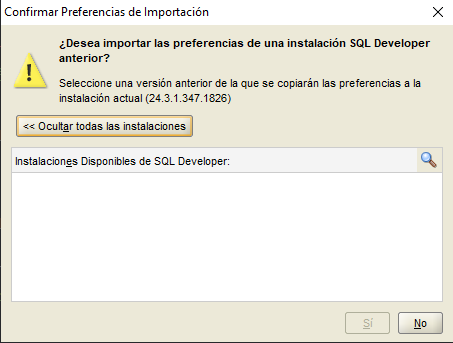 Confirmar Preferencias de Importación
¿Desea importar las preferencias de una instalación SQL Developer
anterior?
Seleccione una versión anterior de la que se copiarán las preferencias a la
instalación actual (24.3.1.347.1826)
<< Ocultar todas las instalaciones
Instalaciones Disponibles de SQL Developer:
Sí
No